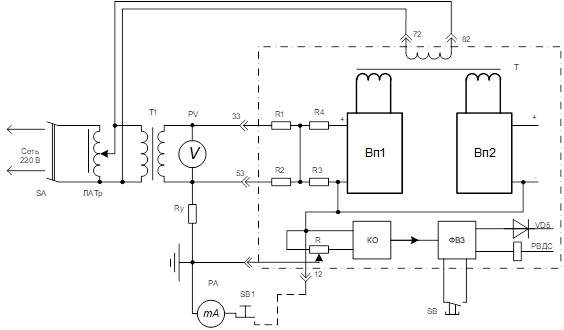 72
82
T
T1
PV
33
R1
R4
+
+
Сеть
220 В
V
Вп1
Вп2
53
R2
R3
-
SA
ЛАТр
Rу
R
КО
ФВЗ
VD5
РВДС
12
PA
SB1
mA
SB